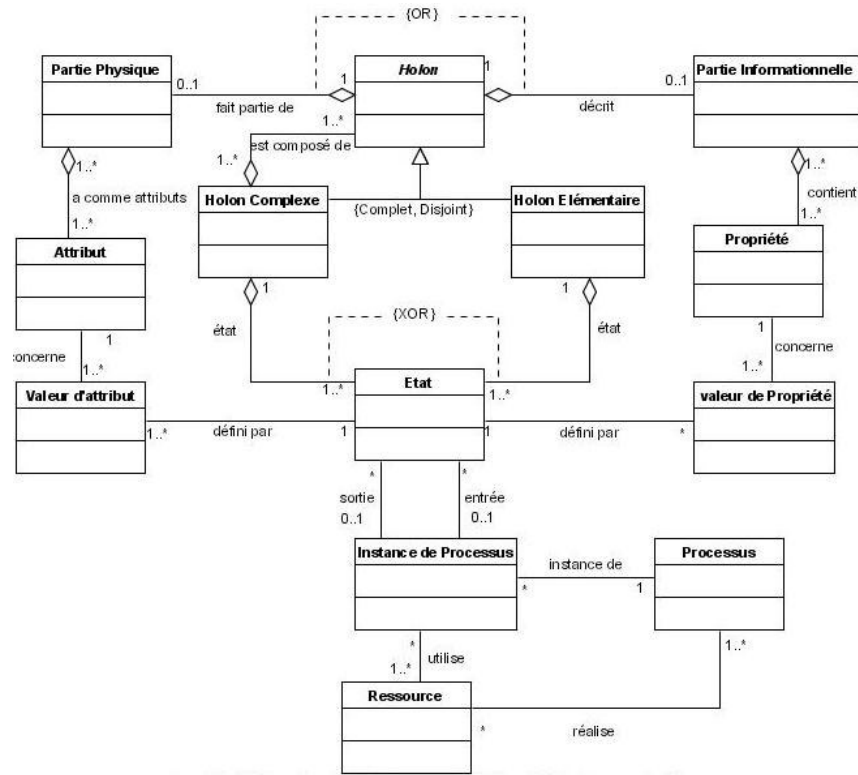 {OR}
Partie Physique
Holon
Partie Informationnelle
0..1
1
1
0..1
fait partie de
décrit
1..*
1..*
est composé de
1..*
1..*
a comme attributs
Holon Complexe
Holon Elémentaire
contient
{Complet, Disjoint}
1..*
1..*
Attribut
Propriété
1
1
état
{XOR}
état
1
1
concerne
concerne
1..*
1..*
1..*
1..*
Valeur d'attribut
Etat
valeur de Propriété
1..*
défini par
1
1
défini par
*
*
*
sortie
entrée
0..1
0..1
Instance de Processus
Processus
instance de
*
1
*
1..*
utilise
1..*
Ressource
*
réalise